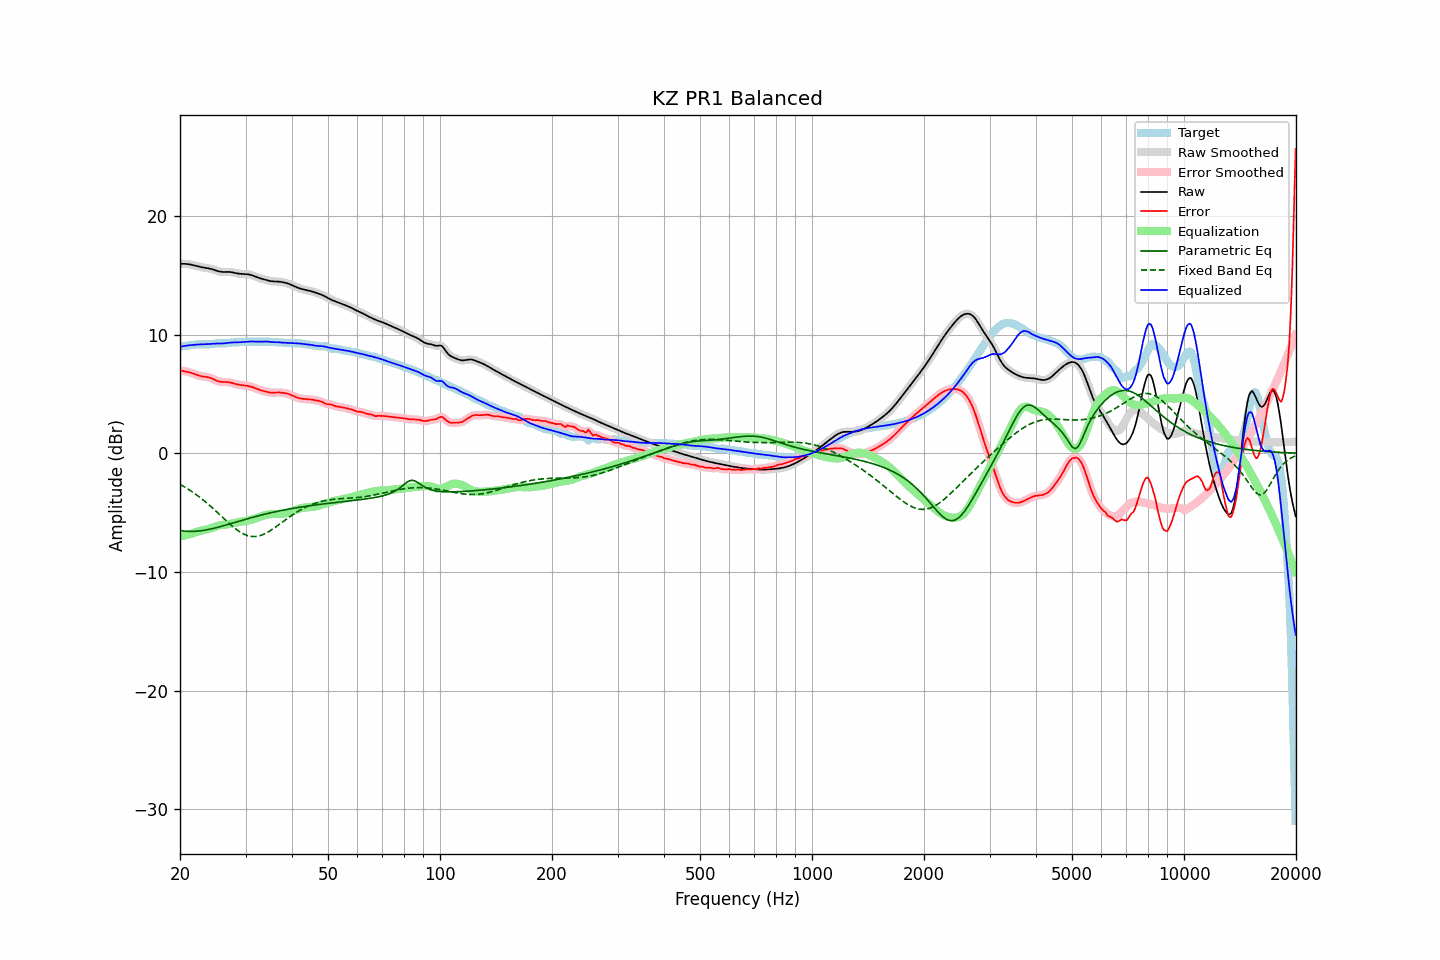 KZ PR1 Balanced
Target
Raw Smoothed
Error Smoothed
Raw
Error
Equalization
Parametric Eq
Fixed Band Eq
Equalized
Amplitude (dBr)
20
10
0
−10
−20
−30
20 50 100 200 500 1000 2000 5000 10000 20000
Frequency (Hz)